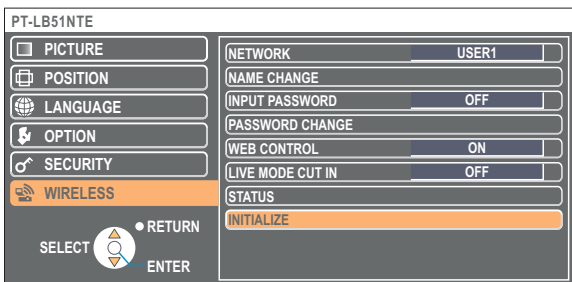 PT-LB51NTE
PICTURE
POSITION
LANGUAGE
OPTION
SECURITY
WIRELESS
RETURN
SELECT
ENTER
NETWORK USER1
NAME CHANGE
INPUT PASSWORD OFF
PASSWORD CHANGE
WEB CONTROL ON
LIVE MODE CUT IN OFF
STATUS
INITIALIZE